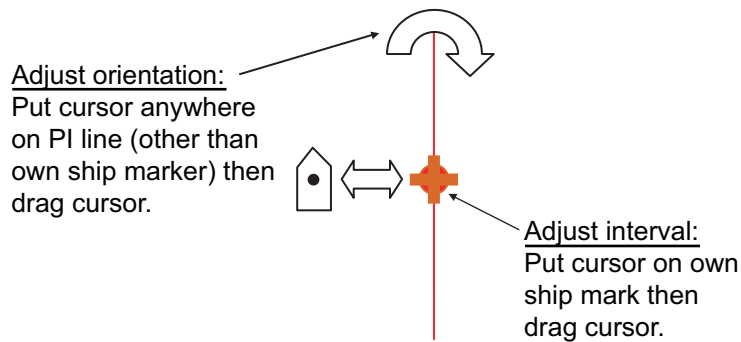 Adjust orientation:
Put cursor anywhere
on PI line (other than
own ship marker) then
drag cursor.
Adjust interval:
Put cursor on own
ship mark then
drag cursor.